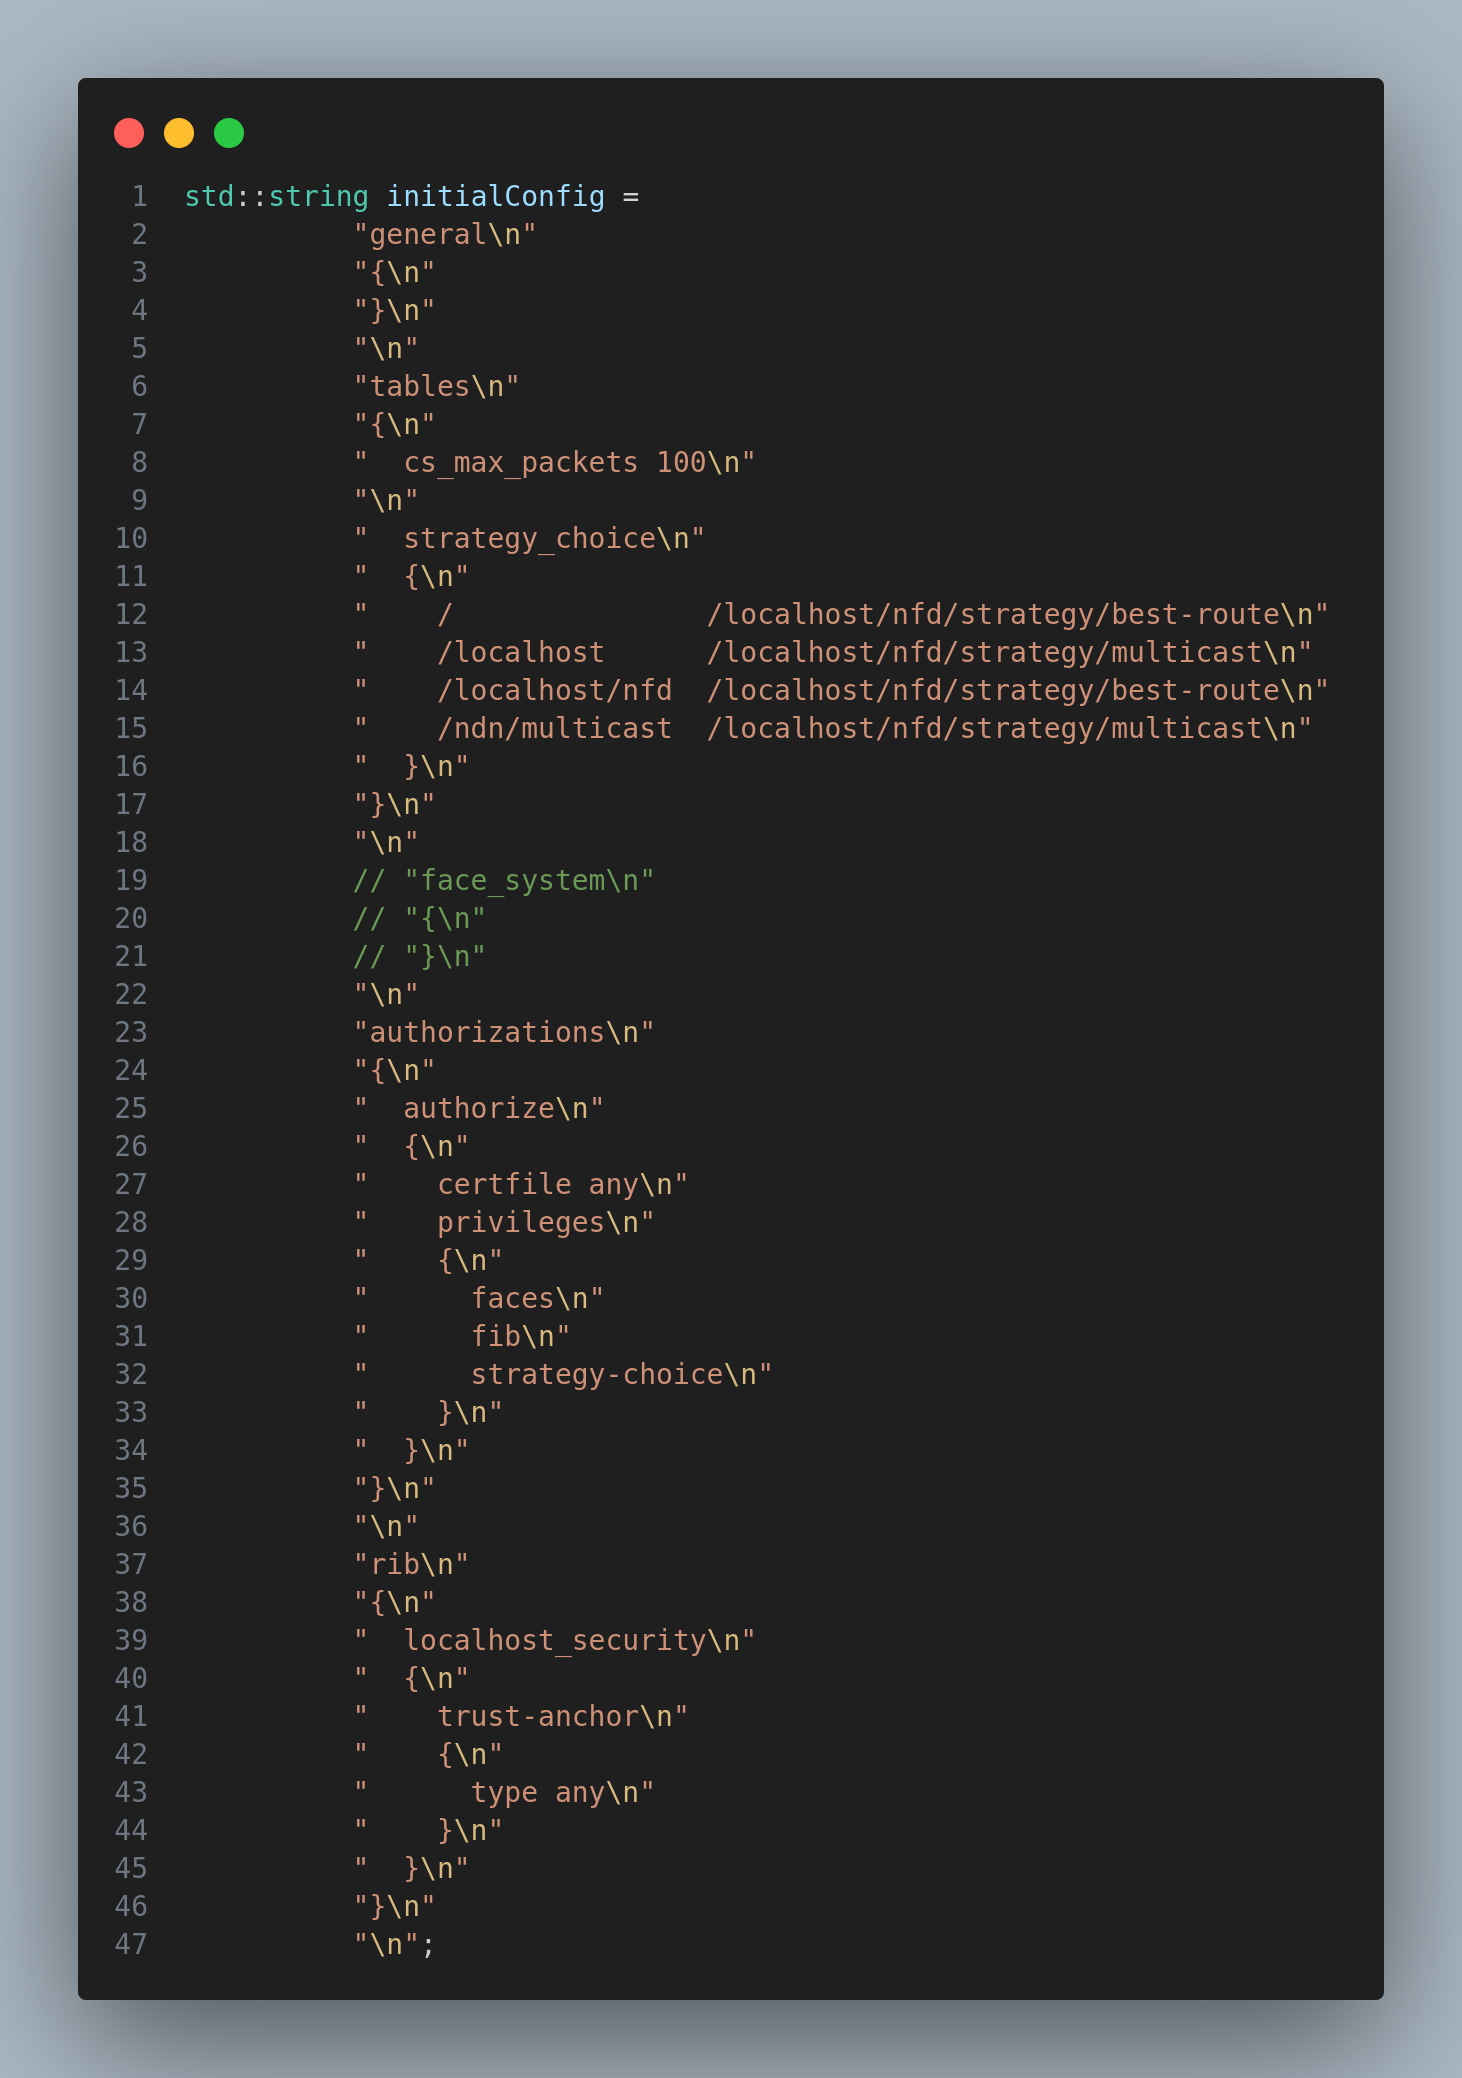 1 std::string initialConfig =
2 "general\n"
3 "{\n"
4 "}\n"
5 "\n"
6 "tables\n"
7 "{\n"
8 "  cs_max_packets 100\n"
9 "\n"
10 "  strategy_choice\n"
11 "  {\n"
12 "    /               /localhost/nfd/strategy/best-route\n"
13 "    /localhost      /localhost/nfd/strategy/multicast\n"
14 "    /localhost/nfd  /localhost/nfd/strategy/best-route\n"
15 "    /ndn/multicast  /localhost/nfd/strategy/multicast\n"
16 "  }\n"
17 "}\n"
18 "\n"
19 // "face_system\n"
20 // "{\n"
21 // "}\n"
22 "\n"
23 "authorizations\n"
24 "{\n"
25 "  authorize\n"
26 "  {\n"
27 "    certfile any\n"
28 "    privileges\n"
29 "    {\n"
30 "      faces\n"
31 "      fib\n"
32 "      strategy-choice\n"
33 "    }\n"
34 "  }\n"
35 "}\n"
36 "\n"
37 "rib\n"
38 "{\n"
39 "  localhost_security\n"
40 "  {\n"
41 "    trust-anchor\n"
42 "    {\n"
43 "      type any\n"
44 "    }\n"
45 "  }\n"
46 "}\n"
47 "\n";